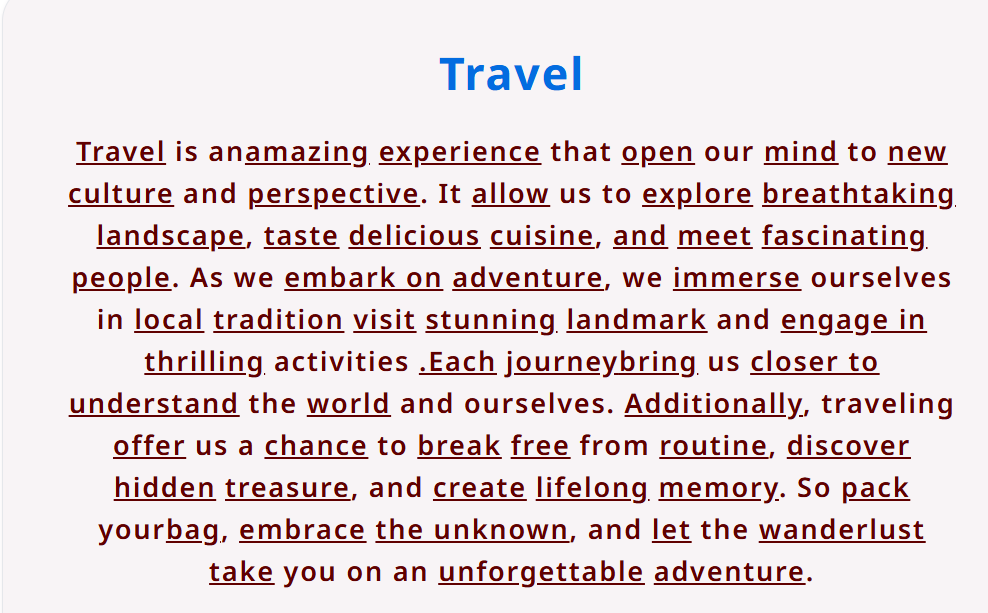 Travel
Travel is anamazing experience that open our mind to new
culture and perspective. It allow us to explore breathtaking
landscape, taste delicious cuisine, and meet fascinating
people. As we embark on adventure, we immerse ourselves
in local tradition visit stunning landmark and engage in
thrilling activities .Each journeybring us closer to
understand the world and ourselves. Additionally, traveling
offer us a chance to break free from routine, discover
hidden treasure, and create lifelong memory. So pack
yourbag, embrace the unknown, and let the wanderlust
take you on an unforgettable adventure.